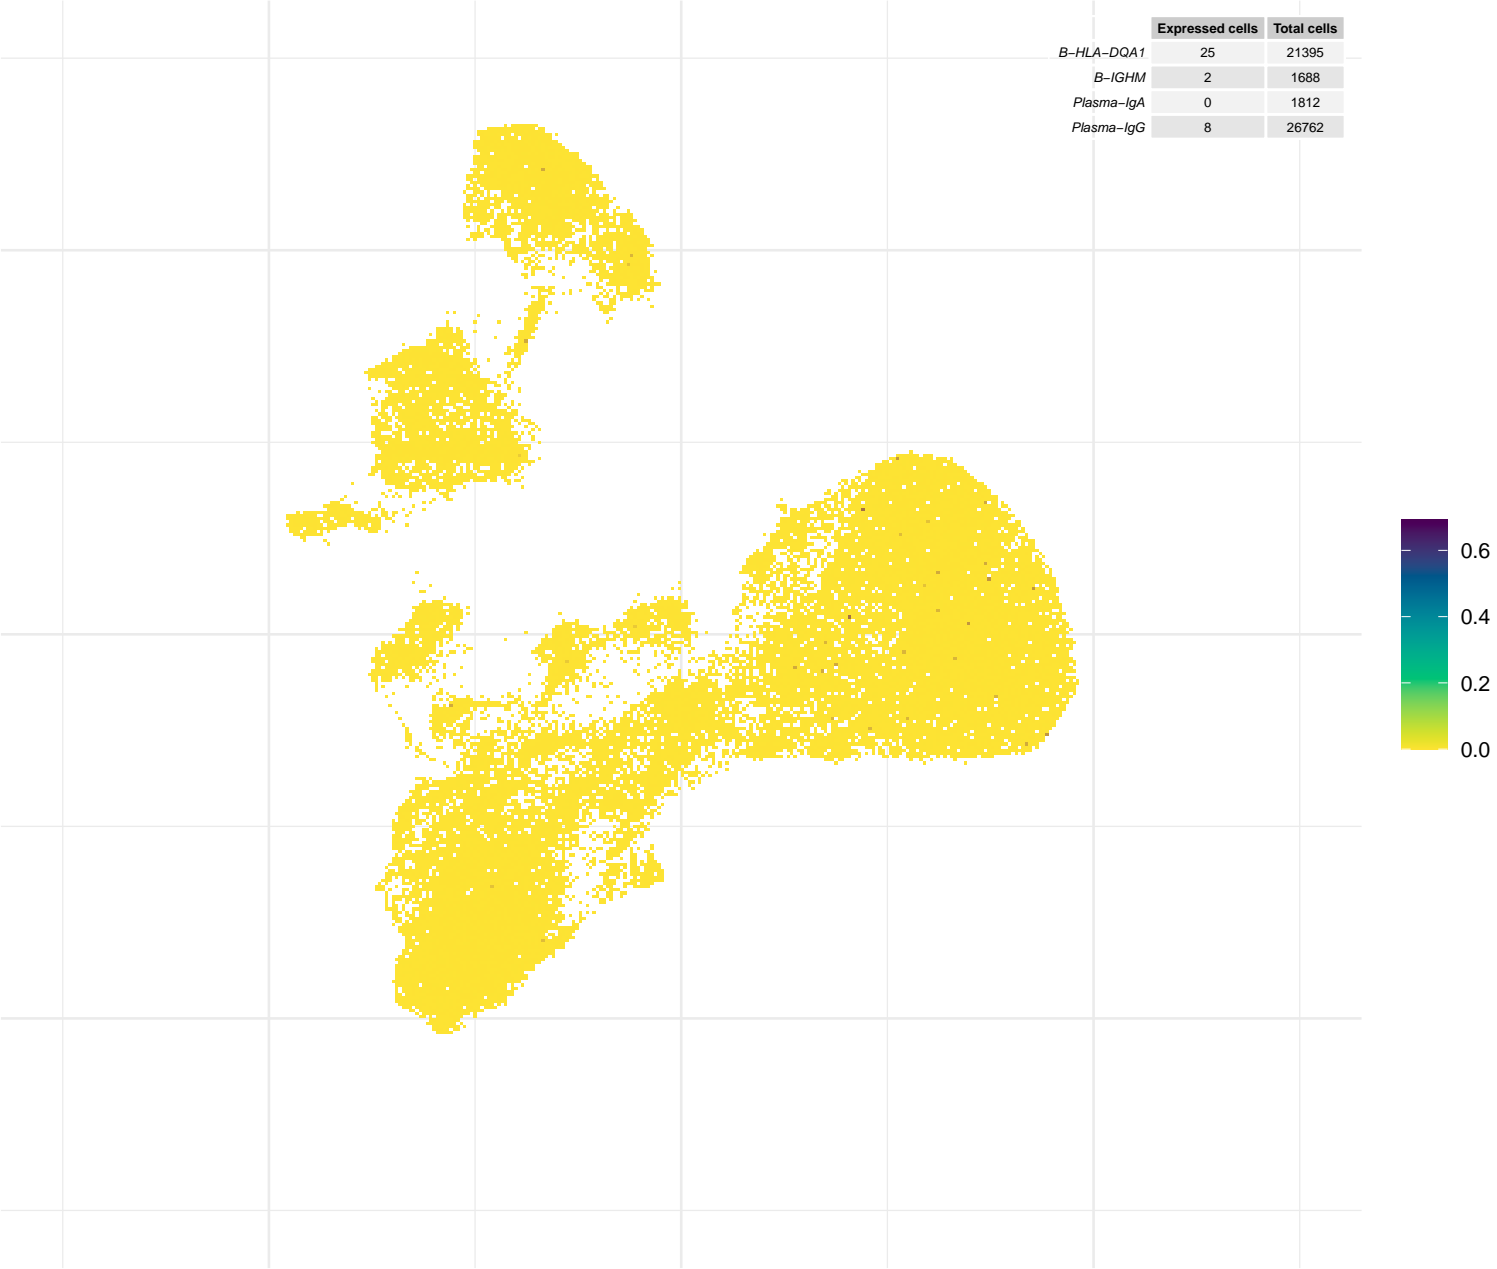 Expressed cells Total cells
B−HLA−DQA1 25 21395
B−IGHM 2 1688
Plasma−IgA 0 1812
Plasma−IgG 8 26762
0.6
0.4
0.2
0.0